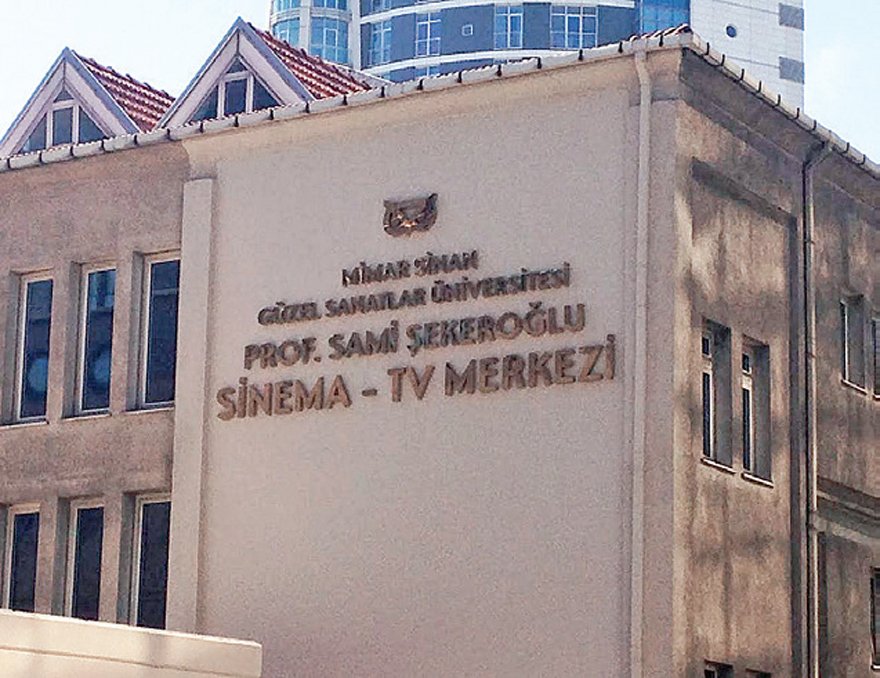 MİMAR SİNAN
GÜZEL SANATLAR ÜNİVERSİTESİ
PROF. SAMİ ŞEKEROĞLU
SİNEMA - TV MERKEZİ